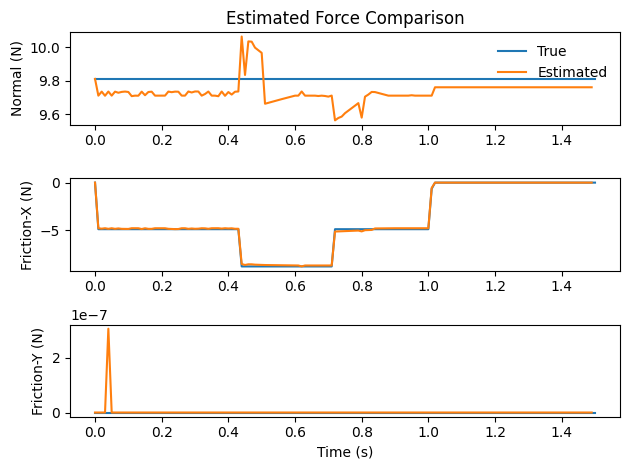 Estimated Force Comparison
Normal (N)
10.0
9.8
9.6
True
Estimated
0.0 0.2 0.4 0.6 0.8 1.0 1.2 1.4
Friction-X (N)
0
−5
0.0 0.2 0.4 0.6 0.8 1.0 1.2 1.4
1e−7
Friction-Y (N)
2
0
0.0 0.2 0.4 0.6 0.8 1.0 1.2 1.4
Time (s)